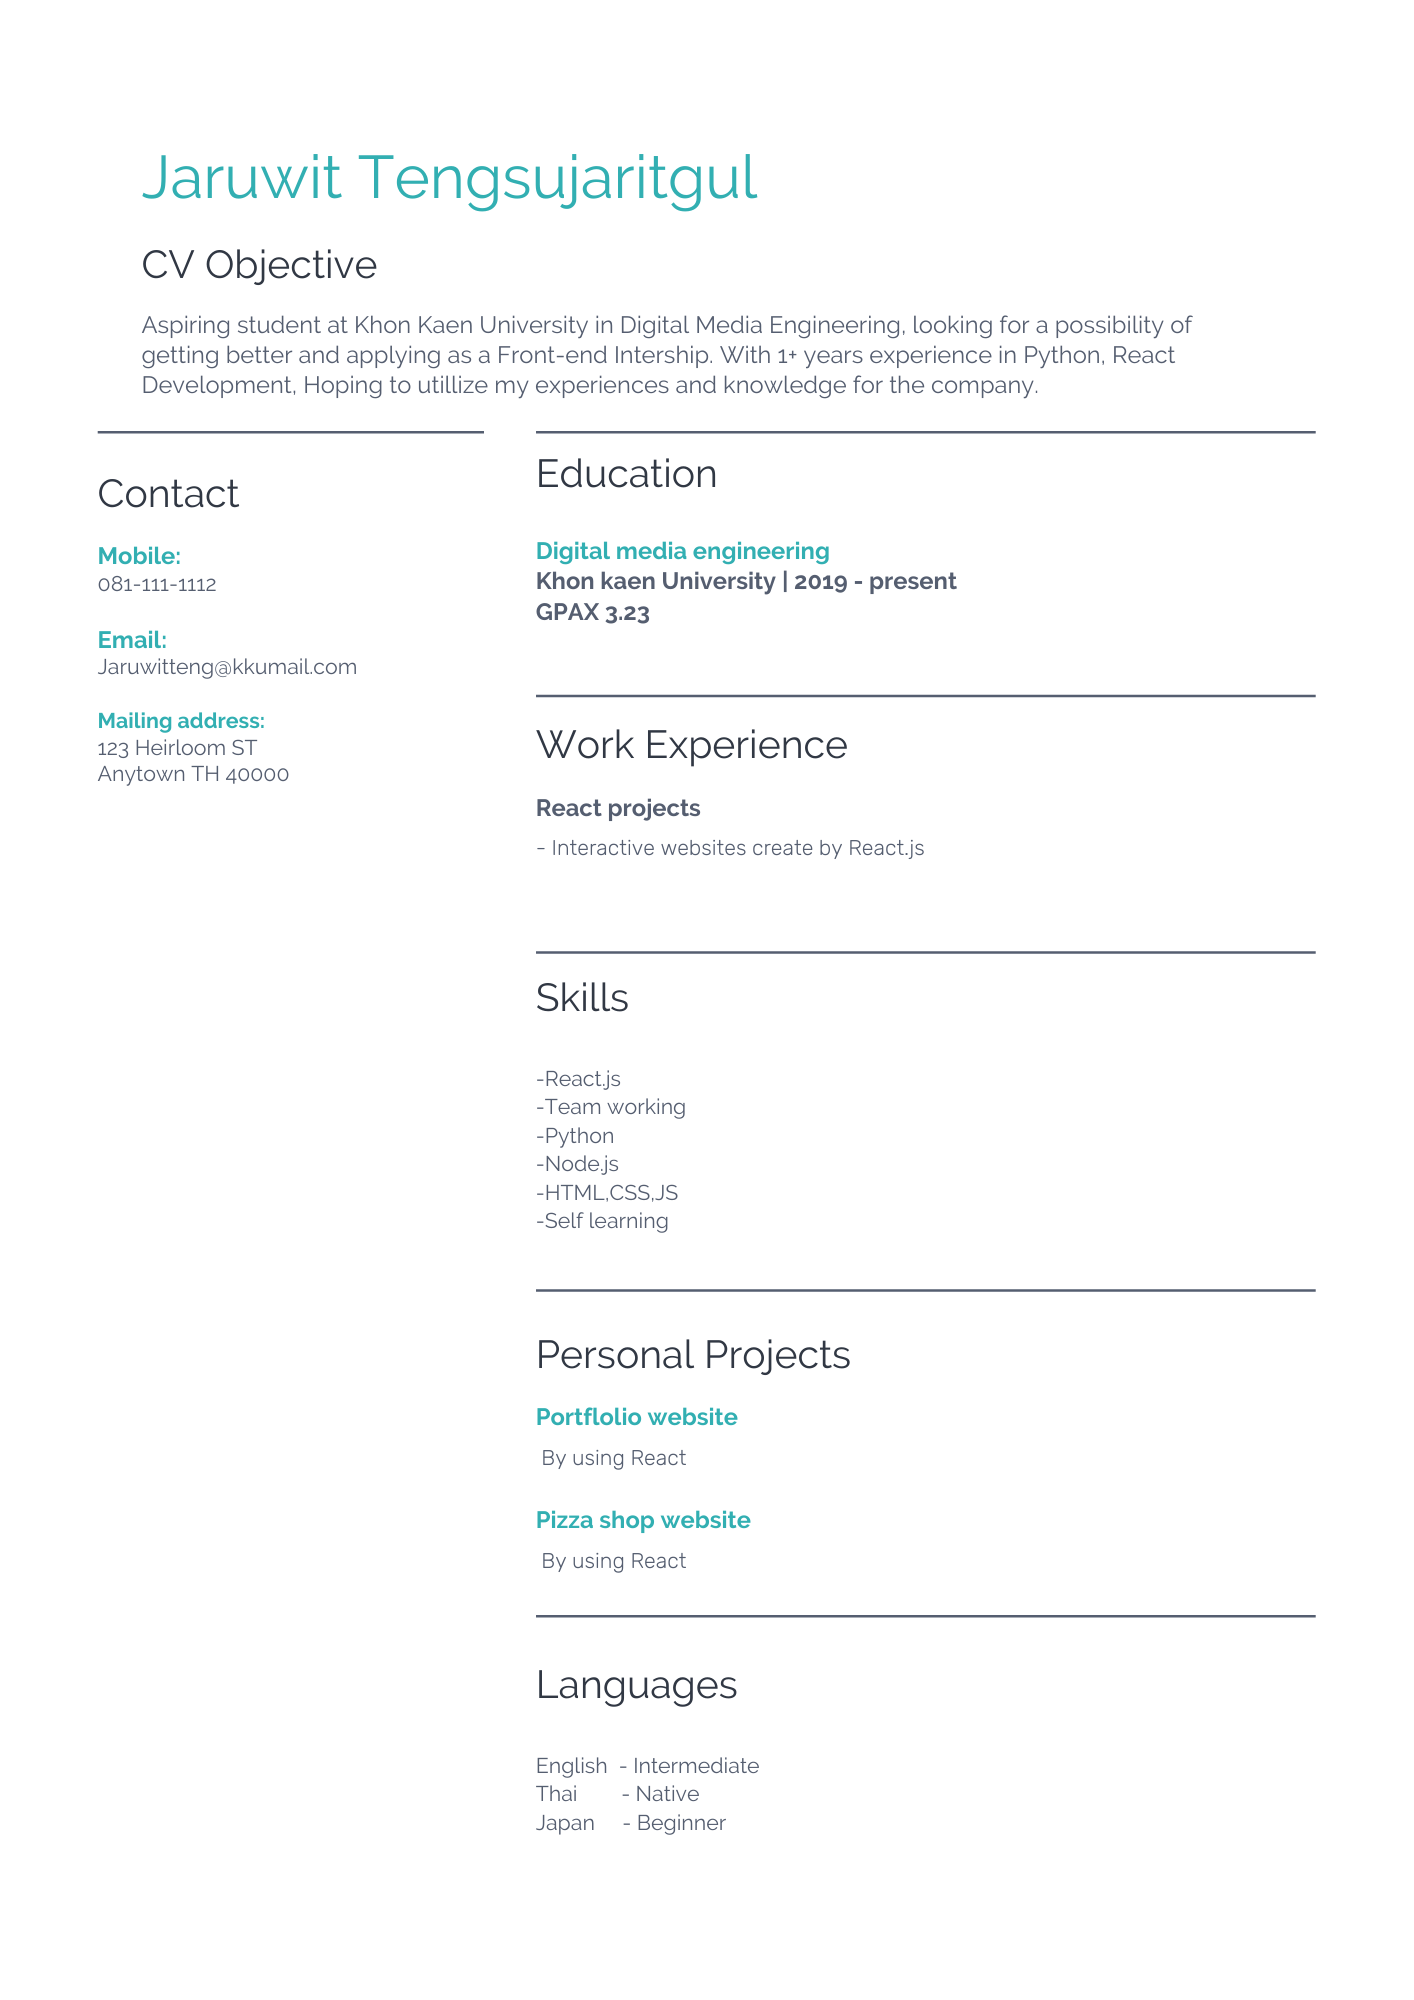 Jaruwit Tengsujaritgul
CV Objective
Aspiring student at Khon Kaen University in Digital Media Engineering, looking for a possibility of
getting better and applying as a Front-end Intership. With 1+ years experience in Python, React
Development, Hoping to utillize my experiences and knowledge for the company.
Contact
Mobile:
081-111-1112
Email:
Jaruwitteng@kkumail.com
Mailing address:
123 Heirloom ST
Anytown TH 40000
Education
Digital media engineering
Khon kaen University | 2019 - present
GPAX 3.23
Work Experience
React projects
- Interactive websites create by React.js
Skills
-React.js
-Team working
-Python
-Node.js
-HTML,CSS,JS
-Self learning
Personal Projects
Portflolio website
By using React
Pizza shop website
By using React
Languages
English - Intermediate
Thai - Native
Japan - Beginner